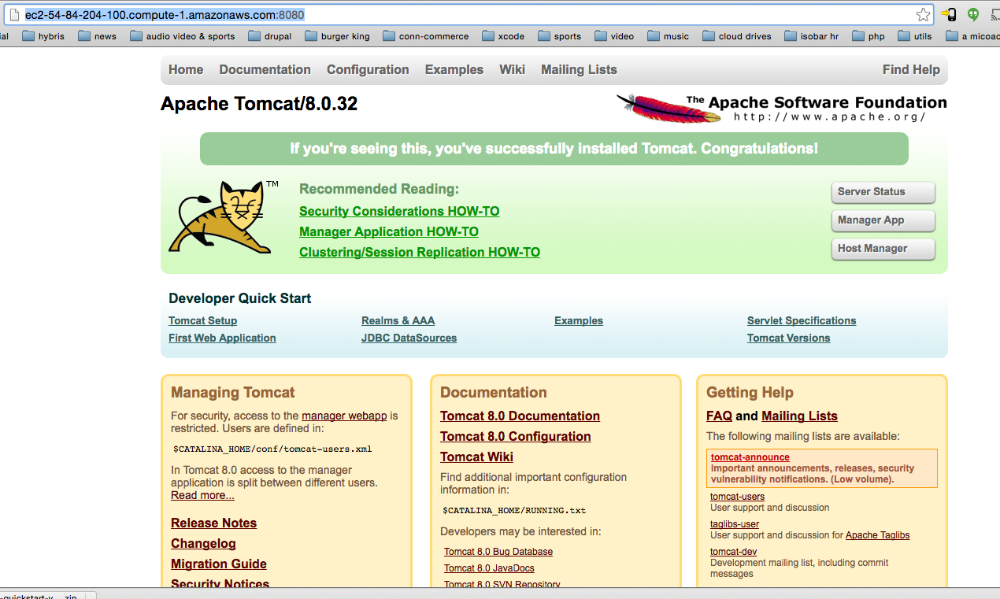 ec2-54-84-204-100.compute-1.amazonaws.com:8080
ial hybris news audio video & sports drupal burger king conn-commerce xcode sports video music cloud drives isobar hr php utils a micoac
Home Documentation Configuration Examples Wiki Mailing Lists Find Help
Apache Tomcat/8.0.32
The Apache Software Foundation
http://www.apache.org/
If you're seeing this, you've successfully installed Tomcat. Congratulations!
TM
Recommended Reading:
Security Considerations HOW-TO
Manager Application HOW-TO
Clustering/Session Replication HOW-TO
Server Status
Manager App
Host Manager
Developer Quick Start
Tomcat Setup
First Web Application
Realms & AAA
JDBC DataSources
Examples
Servlet Specifications
Tomcat Versions
Managing Tomcat
For security, access to the manager webapp is
restricted. Users are defined in:
$CATALINA_HOME/conf/tomcat-users.xml
In Tomcat 8.0 access to the manager
application is split between different users.
Read more...
Release Notes
Changelog
Migration Guide
Security Notices
Documentation
Tomcat 8.0 Documentation
Tomcat 8.0 Configuration
Tomcat Wiki
Find additional important configuration
information in:
$CATALINA_HOME/RUNNING.txt
Developers may be interested in:
Tomcat 8.0 Bug Database
Tomcat 8.0 JavaDocs
Tomcat 8.0 SVN Repository
Getting Help
FAQ and Mailing Lists
The following mailing lists are available:
tomcat-announce
Important announcements, releases, security
vulnerability notifications. (Low volume).
tomcat-users
User support and discussion
taglibs-user
User support and discussion for Apache Taglibs
tomcat-dev
Development mailing list, including commit
messages
-quickstart-v....zip